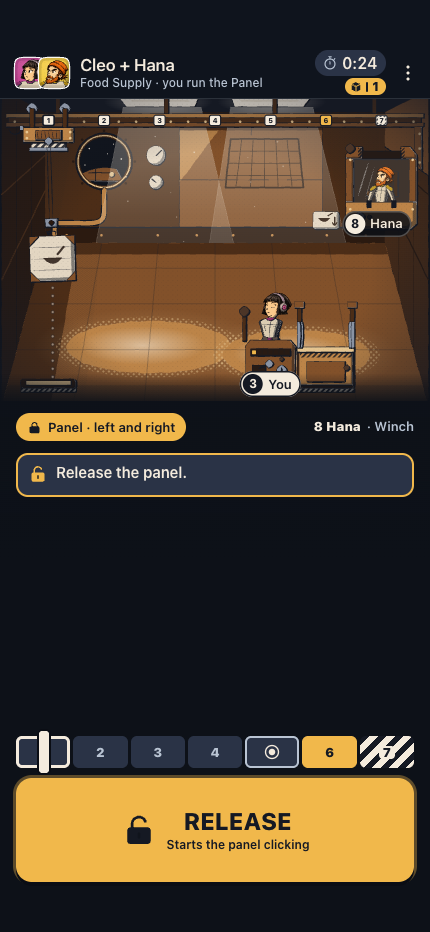 Cleo + Hana
Food Supply · you run the Panel
0:24
1
1 2 3 4 5 6 7
8 Hana
3 You
Panel · left and right
8 Hana · Winch
Release the panel.
2 3 4 6 7
RELEASE
Starts the panel clicking